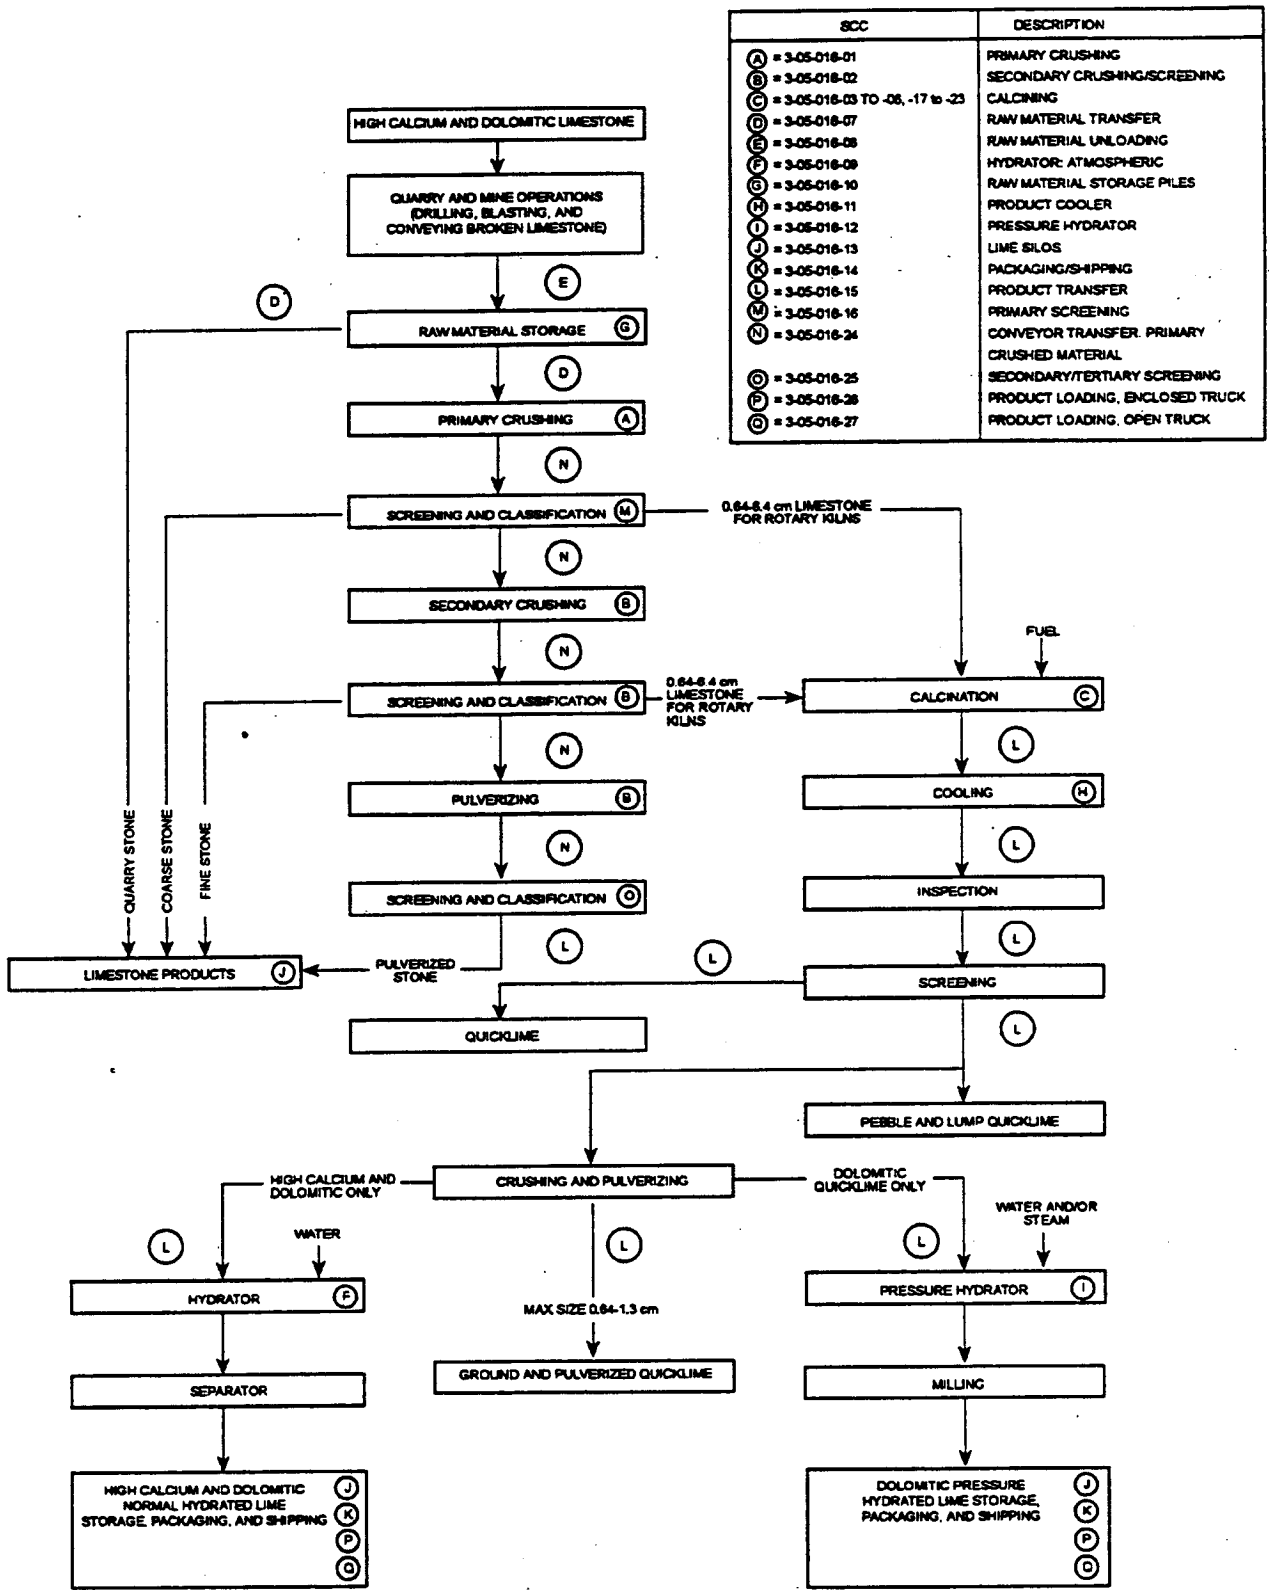 SCC DESCRIPTION
A = 3-05-016-01 PRIMARY CRUSHING
B = 3-05-016-02 SECONDARY CRUSHING/SCREENING
C = 3-05-016-03 TO -06, -17 to -23 CALCINING
D = 3-05-016-07 RAW MATERIAL TRANSFER
E = 3-05-016-08 RAW MATERIAL UNLOADING
F = 3-05-016-09 HYDRATOR: ATMOSPHERIC
G = 3-05-016-10 RAW MATERIAL STORAGE PILES
H = 3-05-016-11 PRODUCT COOLER
I = 3-05-016-12 PRESSURE HYDRATOR
J = 3-05-016-13 LIME SILOS
K = 3-05-016-14 PACKAGING/SHIPPING
L = 3-05-016-15 PRODUCT TRANSFER
M = 3-05-016-16 PRIMARY SCREENING
N = 3-05-016-24 CONVEYOR TRANSFER. PRIMARY
CRUSHED MATERIAL
O = 3-05-016-25 SECONDARY/TERTIARY SCREENING
P = 3-05-016-26 PRODUCT LOADING, ENCLOSED TRUCK
Q = 3-05-016-27 PRODUCT LOADING, OPEN TRUCK
HIGH CALCIUM AND DOLOMITIC LIMESTONE
QUARRY AND MINE OPERATIONS
(DRILLING, BLASTING, AND
CONVEYING BROKEN LIMESTONE)
E
D
RAW MATERIAL STORAGE G
D
PRIMARY CRUSHING A
N
SCREENING AND CLASSIFICATION M
0.64-6.4 cm LIMESTONE
FOR ROTARY KILNS
N
SECONDARY CRUSHING B
N
FUEL
SCREENING AND CLASSIFICATION B
0.64-6.4 cm
LIMESTONE
FOR ROTARY
KILNS
CALCINATION C
N
L
PULVERIZING B
COOLING H
N
L
QUARRY STONE
COARSE STONE
FINE STONE
SCREENING AND CLASSIFICATION O
INSPECTION
L
L
L
LIMESTONE PRODUCTS J
PULVERIZED
STONE
SCREENING
QUICKLIME
L
PEBBLE AND LUMP QUICKLIME
HIGH CALCIUM AND
DOLOMITIC ONLY
CRUSHING AND PULVERIZING
DOLOMITIC
QUICKLIME ONLY
L
WATER
L
L
WATER AND/OR
STEAM
HYDRATOR F
MAX SIZE 0.64-1.3 cm
PRESSURE HYDRATOR I
SEPARATOR
GROUND AND PULVERIZED QUICKLIME
MILLING
HIGH CALCIUM AND DOLOMITIC
NORMAL HYDRATED LIME
STORAGE, PACKAGING, AND SHIPPING
J
K
P
Q
DOLOMITIC PRESSURE
HYDRATED LIME STORAGE,
PACKAGING, AND SHIPPING
J
K
P
Q